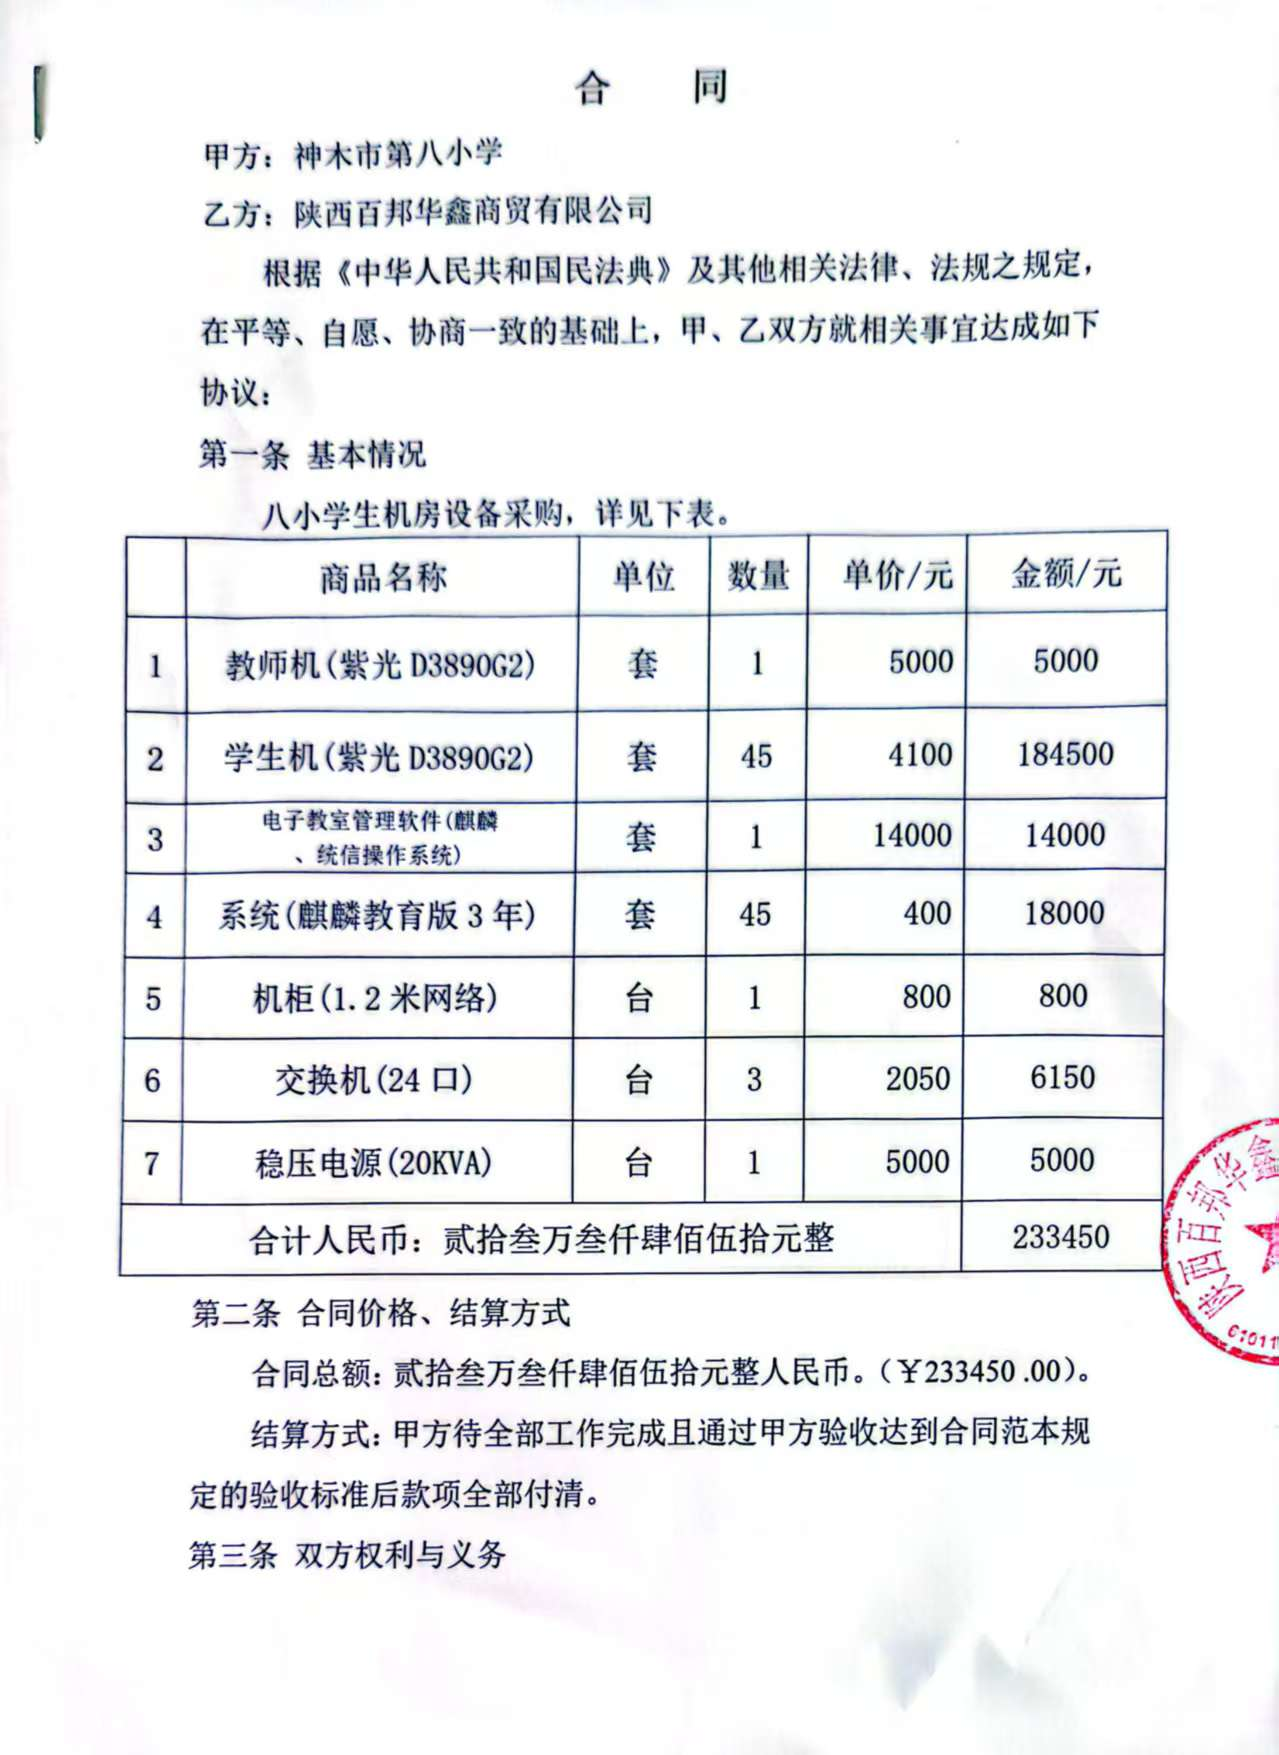 合 同
甲方：神木市第八小学
乙方：陕西百邦华鑫商贸有限公司
根据《中华人民共和国民法典》及其他相关法律、法规之规定，
在平等、自愿、协商一致的基础上，甲、乙双方就相关事宜达成如下
协议：
第一条 基本情况
八小学生机房设备采购，详见下表。
商品名称 单位 数量 单价/元 金额/元
1 教师机(紫光 D3890G2) 套 1 5000 5000
2 学生机(紫光 D3890G2) 套 45 4100 184500
3 电子教室管理软件(麒麟
、统信操作系统) 套 1 14000 14000
4 系统(麒麟教育版 3 年) 套 45 400 18000
5 机柜(1.2 米网络) 台 1 800 800
6 交换机(24 口) 台 3 2050 6150
7 稳压电源(20KVA) 台 1 5000 5000
合计人民币：贰拾叁万叁仟肆佰伍拾元整 233450
陕西百邦华鑫
61011
第二条 合同价格、结算方式
合同总额：贰拾叁万叁仟肆佰伍拾元整人民币。（￥233450.00）。
结算方式：甲方待全部工作完成且通过甲方验收达到合同范本规
定的验收标准后款项全部付清。
第三条 双方权利与义务